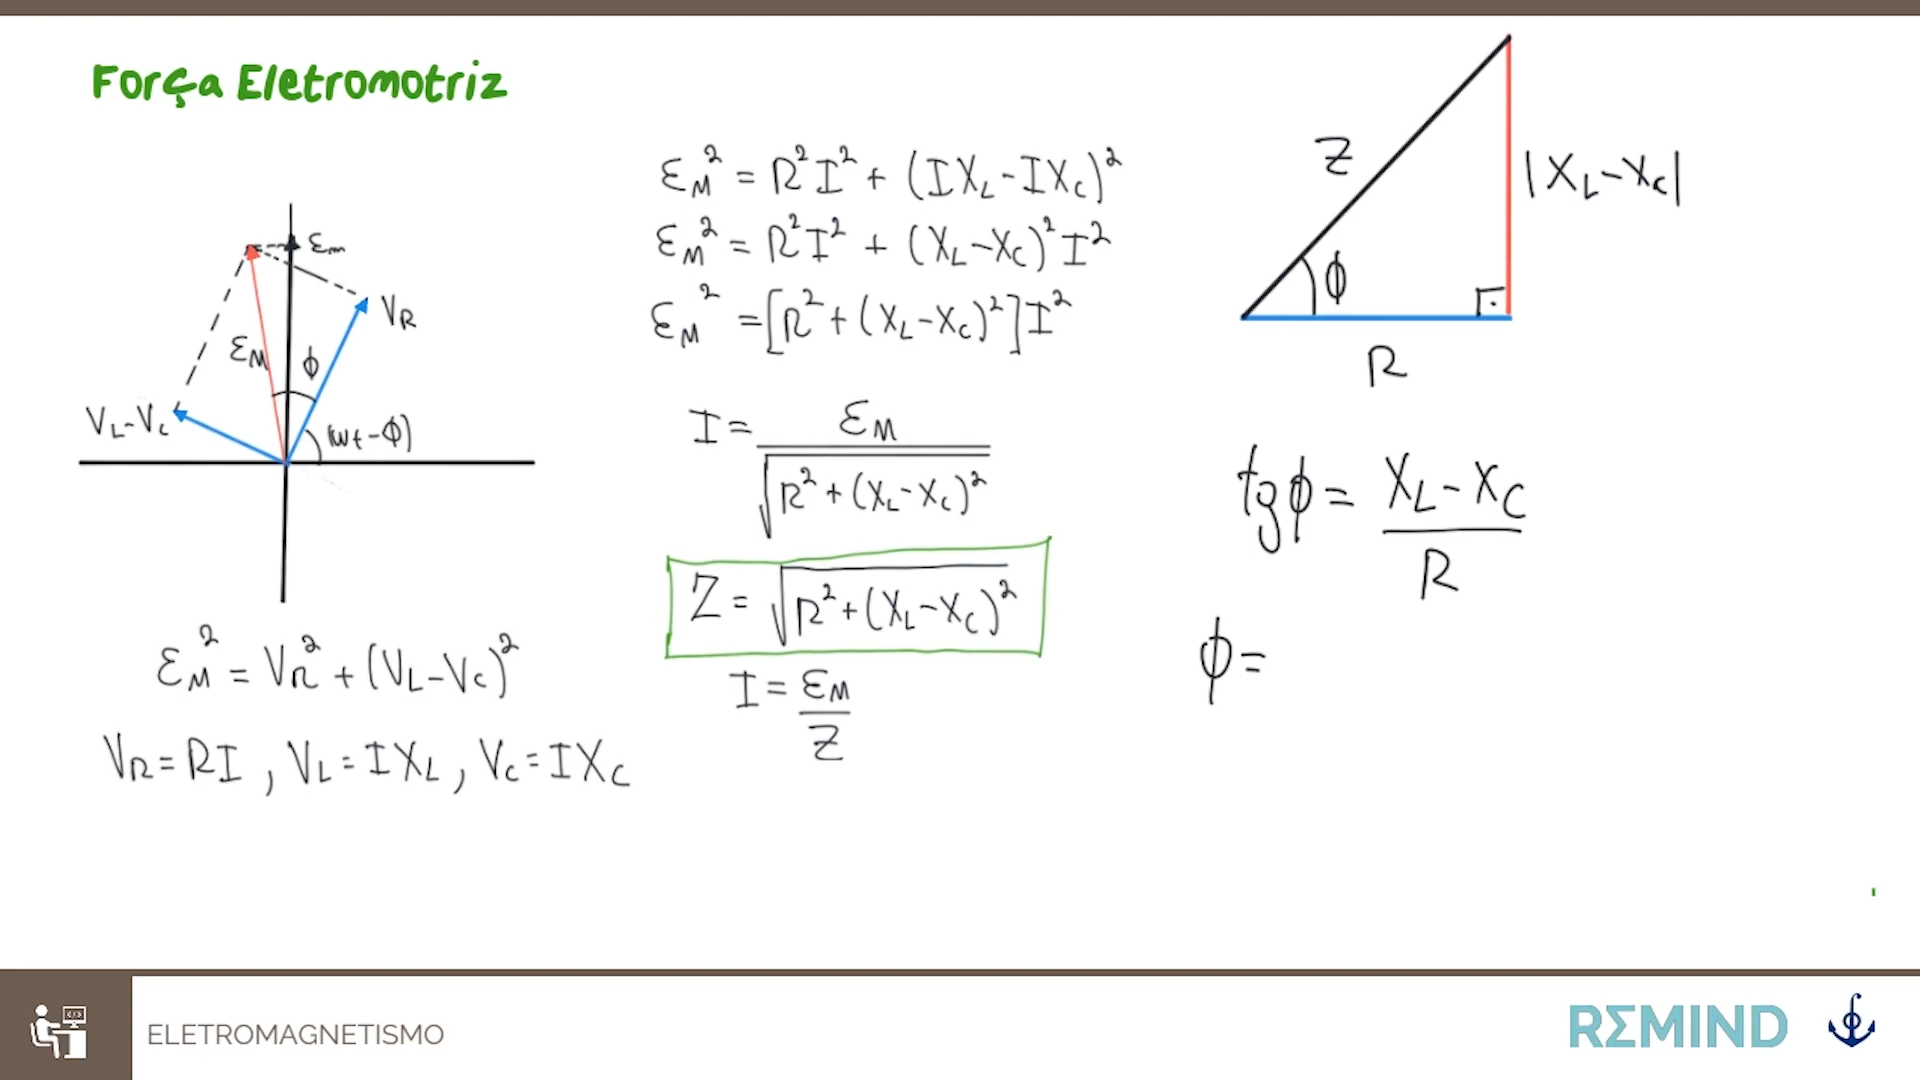 Força Eletromotriz
εm
VR
εM
ϕ
VL-Vc
(wt-ϕ)
εM² = VR² + (VL-Vc)²
VR = RI, VL = IXL, Vc = IXC
εM² = R²I² + (IXL-IXc)²
εM² = R²I² + (XL-XC)²I²
εM² = [R²+(XL-Xc)²]I²
I = εM / √R²+(XL-Xc)²
Z = √R²+(XL-XC)²
I = εM / Z
Z
|XL-Xc|
ϕ
R
tgϕ = XL-XC / R
ϕ =
ELETROMAGNETISMO
RΣMIND